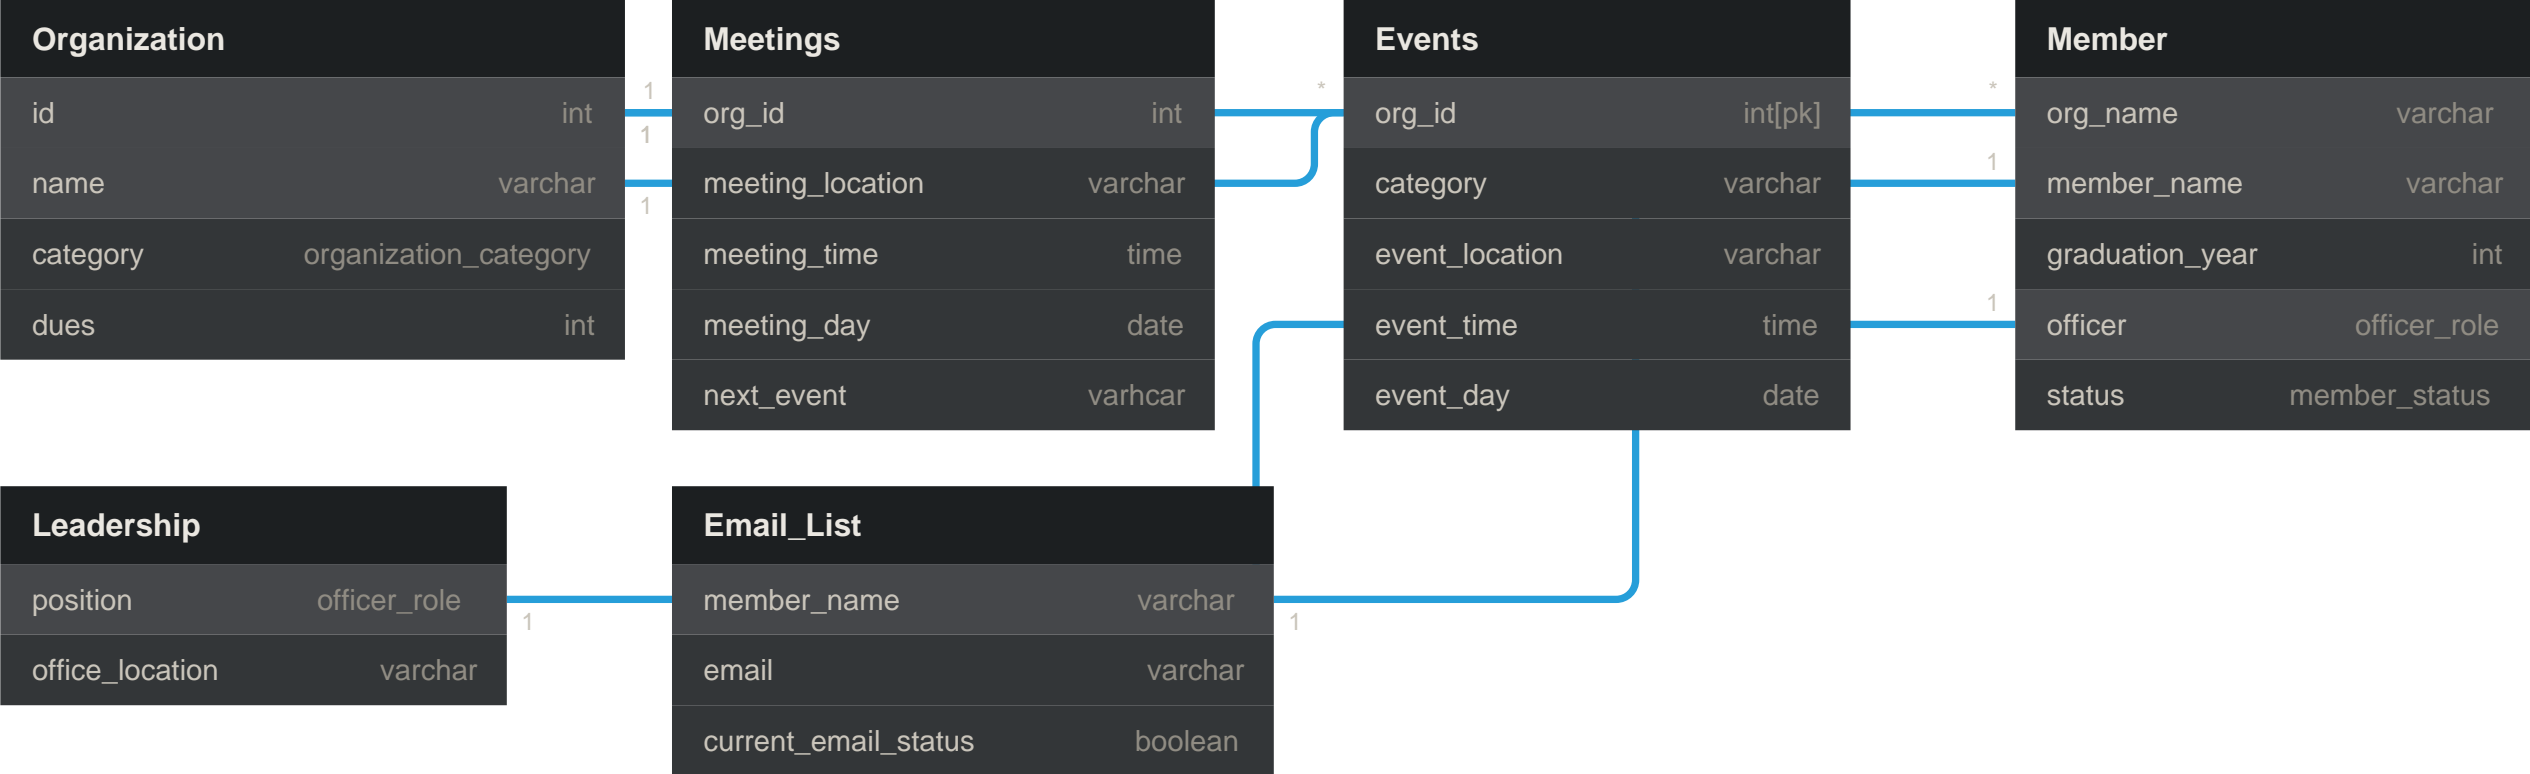 Organization
id int
name varchar
category organization_category
dues int
1
1
1
Meetings
org_id int
meeting_location varchar
meeting_time time
meeting_day date
next_event varhcar
*
Events
org_id int[pk]
category varchar
event_location varchar
event_time time
event_day date
*
1
1
Member
org_name varchar
member_name varchar
graduation_year int
officer officer_role
status member_status
Leadership
position officer_role
office_location varchar
1
Email_List
member_name varchar
email varchar
current_email_status boolean
1